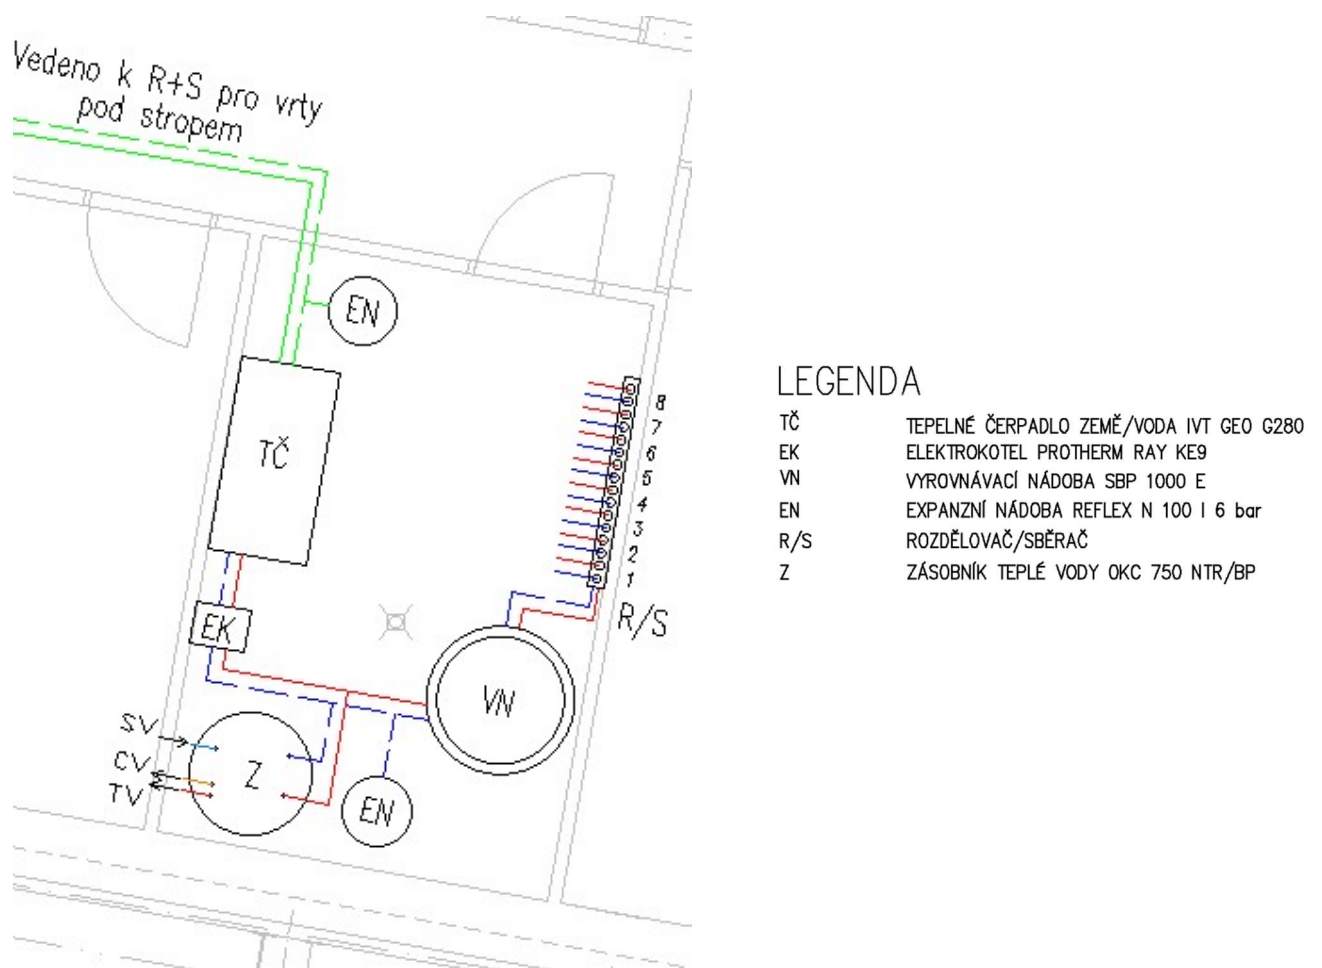 Vedeno k R+S pro vrty
pod stropem
EN
TČ
8
7
6
5
4
3
2
1
R/S
EK
VN
SV
CV
TV
Z
EN
LEGENDA
TČ TEPELNÉ ČERPADLO ZEMĚ/VODA IVT GEO G280
EK ELEKTROKOTEL PROTHERM RAY KE9
VN VYROVNÁVACÍ NÁDOBA SBP 1000 E
EN EXPANZNÍ NÁDOBA REFLEX N 100 l 6 bar
R/S ROZDĚLOVAČ/SBĚRAČ
Z ZÁSOBNÍK TEPLÉ VODY OKC 750 NTR/BP